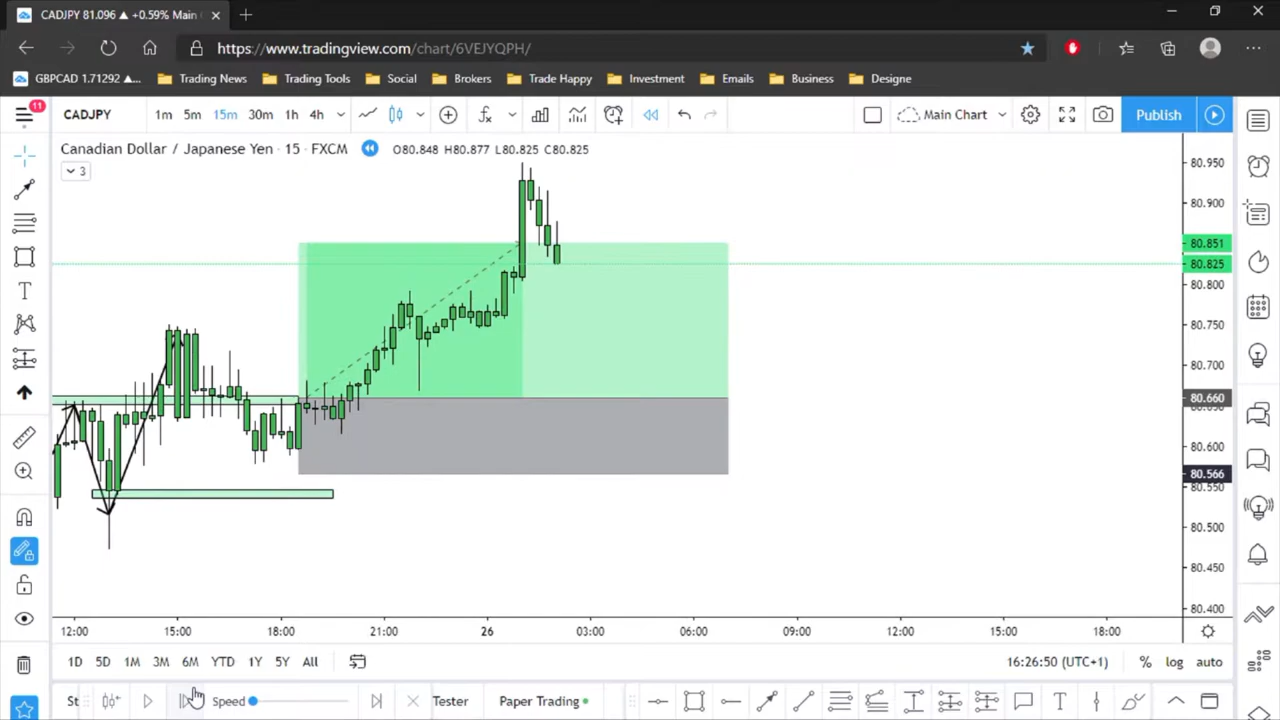 CADJPY 81.096 ▲ +0.59% Main
https://www.tradingview.com/chart/6VEJYQPH/
GBPCAD 1.71292 ▲... Trading News Trading Tools Social Brokers Trade Happy Investment Emails Business Designe
11
CADJPY 1m 5m 15m 30m 1h 4h Main Chart Publish
Canadian Dollar / Japanese Yen · 15 · FXCM O80.848 H80.877 L80.825 C80.825
3
80.950
80.900
80.851
80.825
80.800
80.750
80.700
80.660
80.650
80.600
80.566
80.550
80.500
80.450
80.400
12:00 15:00 18:00 21:00 26 03:00 06:00 09:00 12:00 15:00 18:00
1D 5D 1M 3M 6M YTD 1Y 5Y All 16:26:50 (UTC+1) % log auto
St Speed Tester Paper Trading